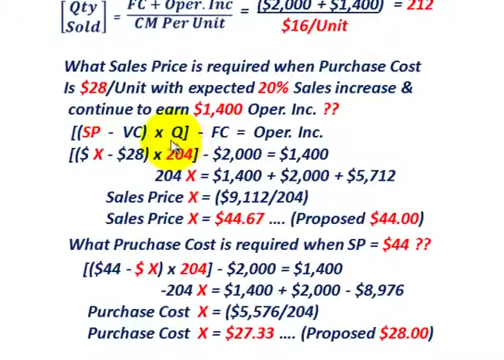 [Qty Sold] = FC + Oper. Inc / CM Per Unit = ($2,000 + $1,400) / $16/Unit = 212
What Sales Price is required when Purchase Cost
Is $28/Unit with expected 20% Sales increase &
continue to earn $1,400 Oper. Inc. ??
[(SP - VC) x Q] - FC = Oper. Inc.
[($ X - $28) x 204] - $2,000 = $1,400
204 X = $1,400 + $2,000 + $5,712
Sales Price X = ($9,112/204)
Sales Price X = $44.67 .... (Proposed $44.00)
What Pruchase Cost is required when SP = $44 ??
[($44 - $ X) x 204] - $2,000 = $1,400
-204 X = $1,400 + $2,000 - $8,976
Purchase Cost X = ($5,576/204)
Purchase Cost X = $27.33 .... (Proposed $28.00)